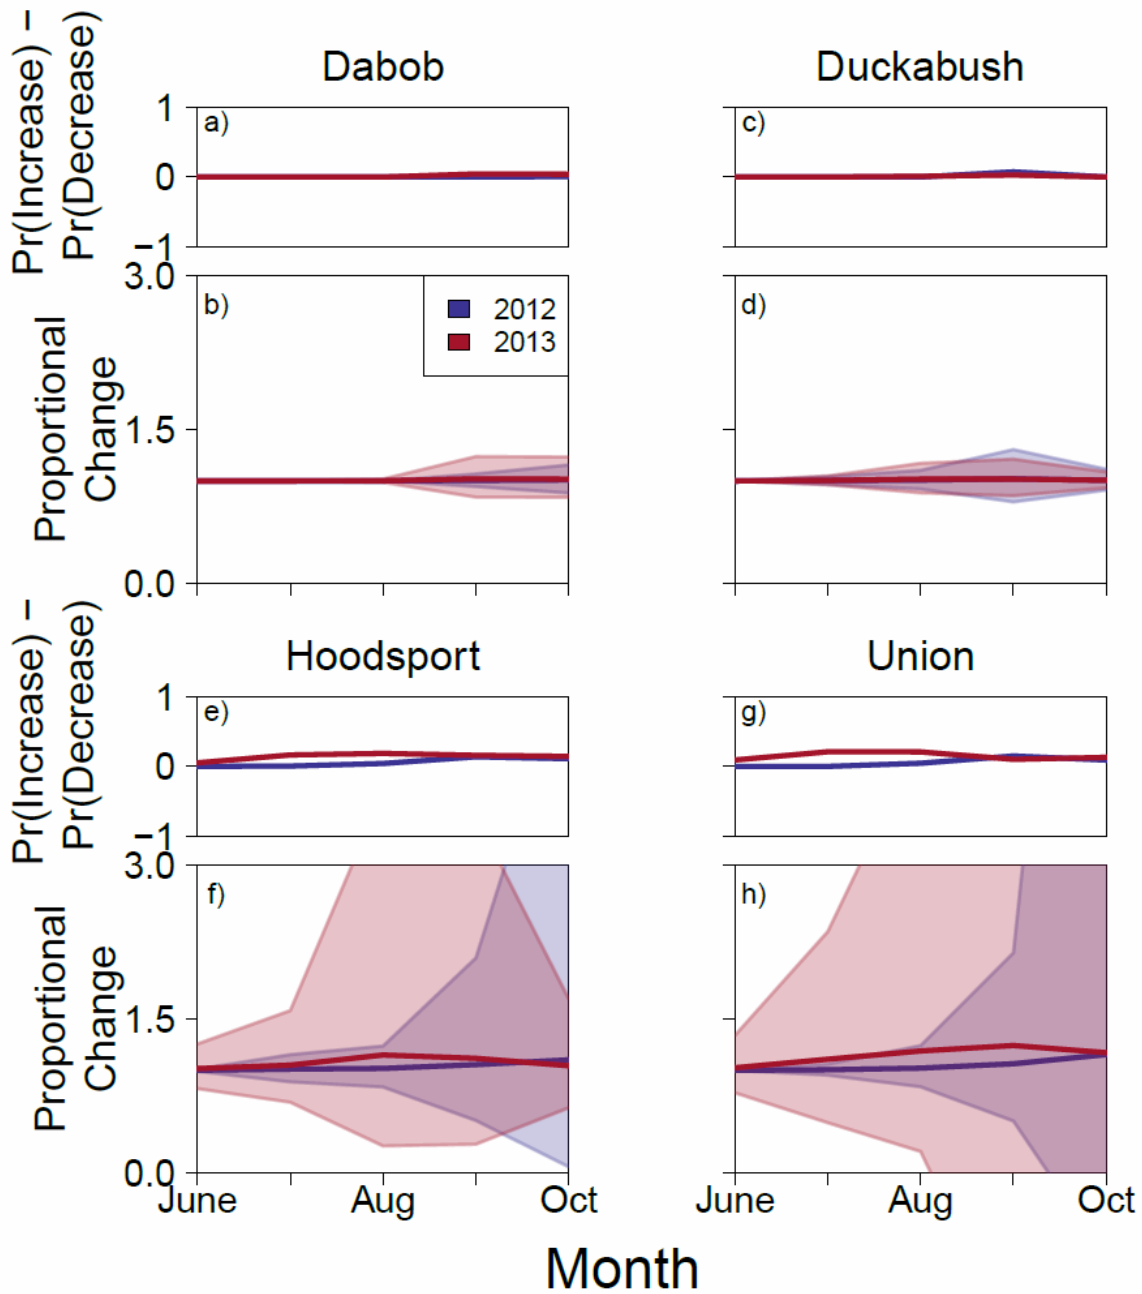 Dabob
Duckabush
Pr(Increase) −
Pr(Decrease)
1
0
−1
a)
c)
Proportional
Change
3.0
1.5
0.0
b)
2012
2013
d)
Hoodsport
Union
Pr(Increase) −
Pr(Decrease)
1
0
−1
e)
g)
Proportional
Change
3.0
1.5
0.0
f)
h)
June Aug Oct
June Aug Oct
Month